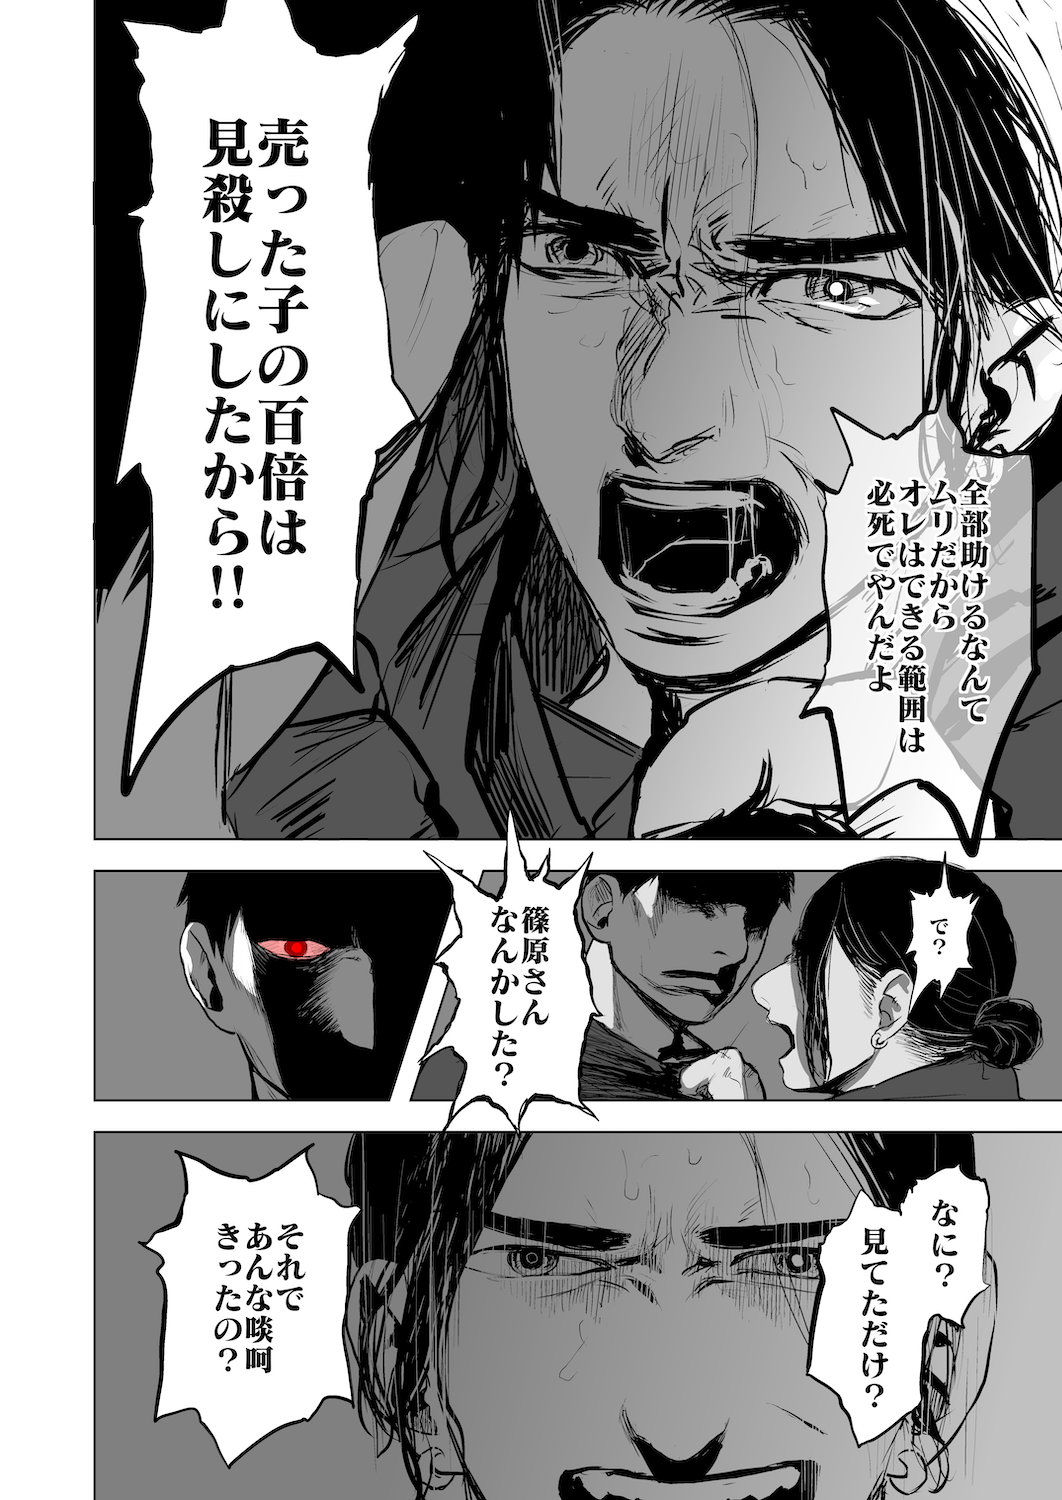 全部助けるなんて
ムリだから
オレはできる範囲は
必死でやんだよ
売った子の百倍は
見殺しにしたから!!
で?
篠原さん
なんかした?
なに?
見てただけ?
それで
あんな啖呵
きったの?